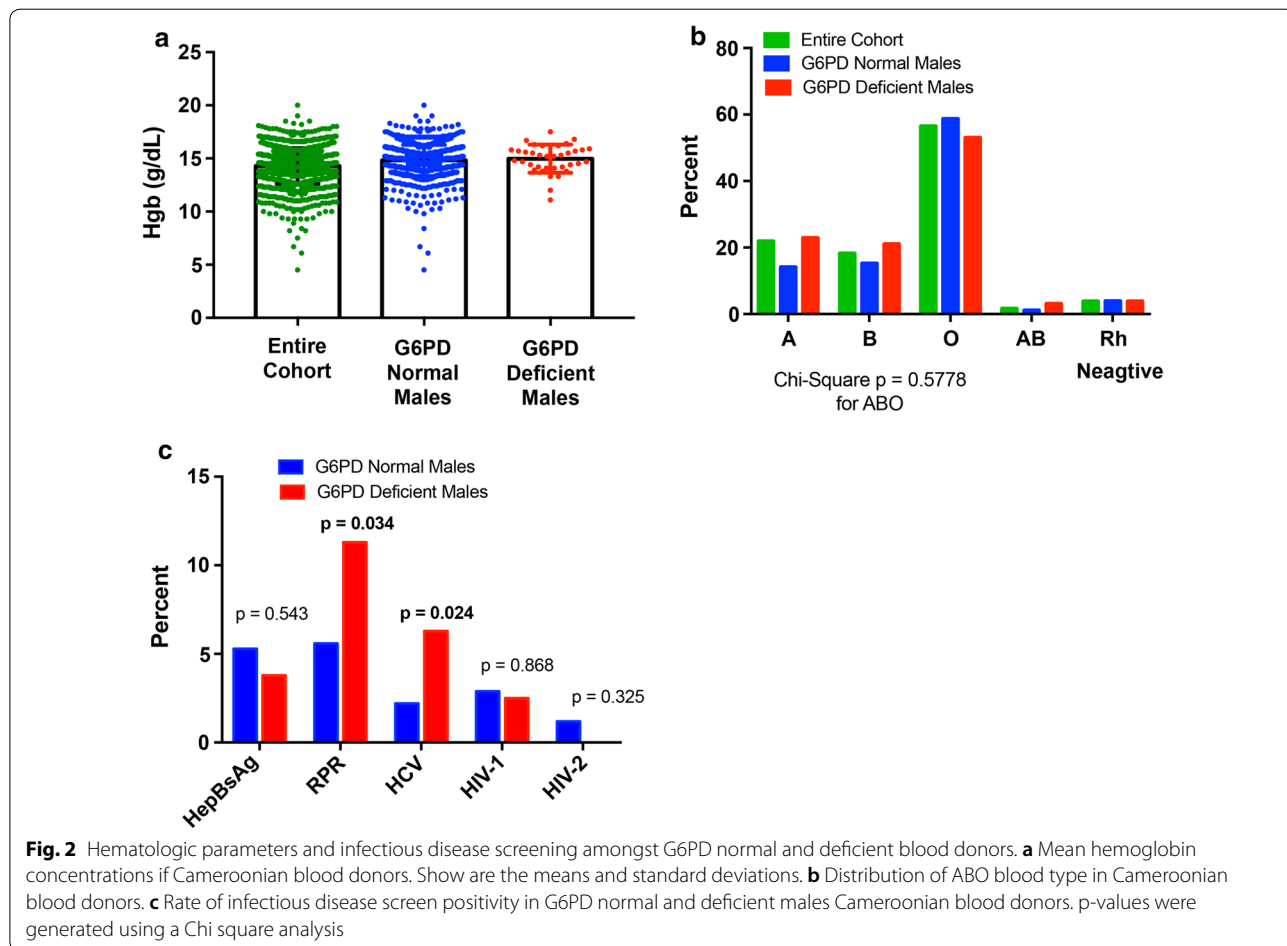 a
25
20
15
10
5
0
Hgb (g/dL)
Entire
Cohort
G6PD
Normal
Males
G6PD
Deficient
Males
b
Entire Cohort
G6PD Normal Males
G6PD Deficient Males
80
60
40
20
0
Percent
A
B
O
AB
Rh
Neagtive
Chi-Square p = 0.5778
for ABO
c
G6PD Normal Males
G6PD Deficient Males
15
10
5
0
Percent
p = 0.543
p = 0.034
p = 0.024
p = 0.868
p = 0.325
HepBsAg
RPR
HCV
HIV-1
HIV-2
Fig. 2 Hematologic parameters and infectious disease screening amongst G6PD normal and deficient blood donors. a Mean hemoglobin
concentrations if Cameroonian blood donors. Show are the means and standard deviations. b Distribution of ABO blood type in Cameroonian
blood donors. c Rate of infectious disease screen positivity in G6PD normal and deficient males Cameroonian blood donors. p-values were
generated using a Chi square analysis